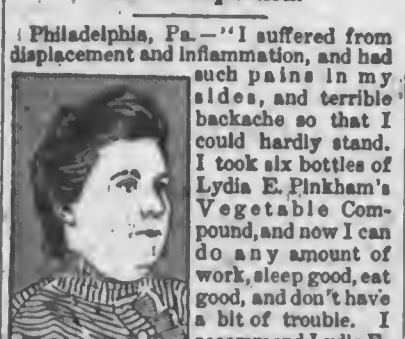 Philadelphia, Pa.—"I suffered from
displacement and inflammation, and had
such pains in my
sides, and terrible
backache so that I
could hardly stand.
I took six bottles of
Lydia E. Pinkham's
Vegetable Com-
pound, and now I can
do any amount of
work, sleep good, eat
good, and don't have
a bit of trouble. I
recommend Lydia E.